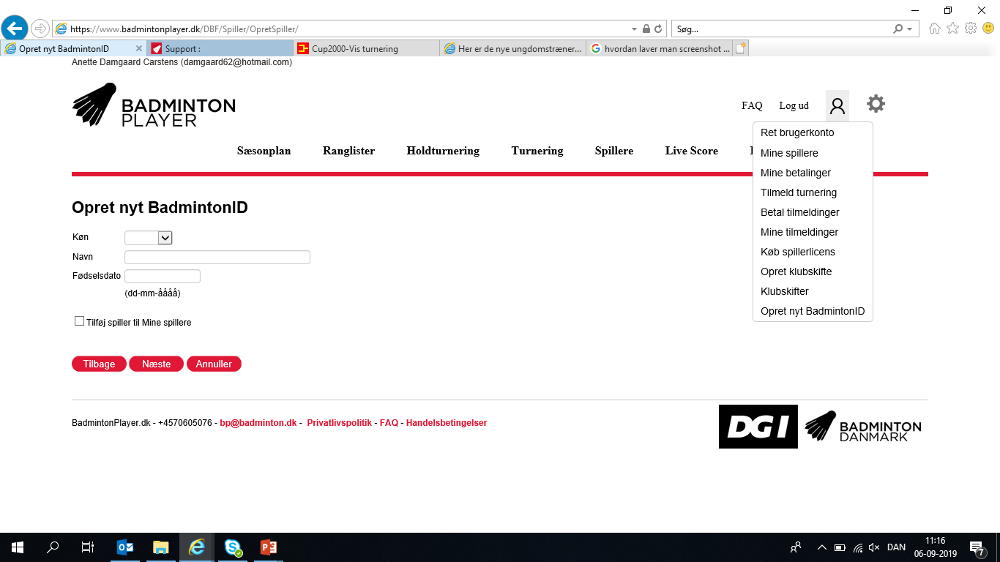 https://www.badmintonplayer.dk/DBF/Spiller/OpretSpiller/
Søg...
Opret nyt BadmintonID
Support :
Cup2000-Vis turnering
Her er de nye ungdomstræner...
hvordan laver man screenshot ...
Anette Damgaard Carstens (damgaard62@hotmail.com)
BADMINTON
PLAYER
FAQ
Log ud
Sæsonplan
Ranglister
Holdturnering
Turnering
Spillere
Live Score
Ret brugerkonto
Mine spillere
Mine betalinger
Tilmeld turnering
Betal tilmeldinger
Mine tilmeldinger
Køb spillerlicens
Opret klubskifte
Klubskifter
Opret nyt BadmintonID
Opret nyt BadmintonID
Køn
Navn
Fødselsdato
(dd-mm-åååå)
Tilføj spiller til Mine spillere
Tilbage
Næste
Annuller
BadmintonPlayer.dk - +4570605076 - bp@badminton.dk - Privatlivspolitik - FAQ - Handelsbetingelser
DGI
BADMINTON
DANMARK
DAN
11:16
06-09-2019
7